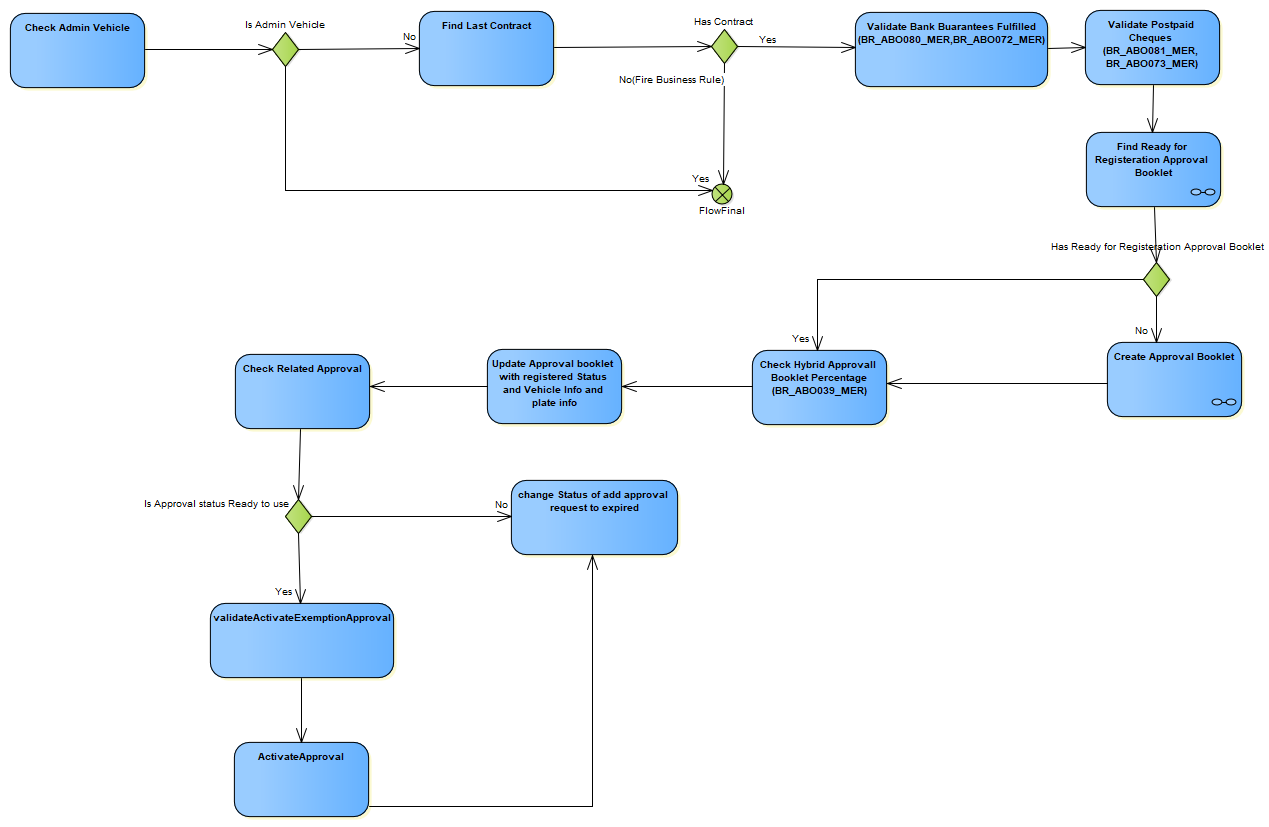 Check Admin Vehicle
Is Admin Vehicle
No
Find Last Contract
Has Contract
Yes
No(Fire Business Rule)
Validate Bank Buarantees Fulfilled
(BR_ABO080_MER,BR_ABO072_MER)
Validate Postpaid
Cheques
(BR_ABO081_MER,
BR_ABO073_MER)
Find Ready for
Registeration Approval
Booklet
Yes
FlowFinal
Has Ready for Registeration Approval Booklet
Yes
No
Create Approval Booklet
Check Hybrid Approvall
Booklet Percentage
(BR_ABO039_MER)
Update Approval booklet
with registered Status
and Vehicle Info and
plate info
Check Related Approval
Is Approval status Ready to use
No
change Status of add approval
request to expired
Yes
validateActivateExemptionApproval
ActivateApproval